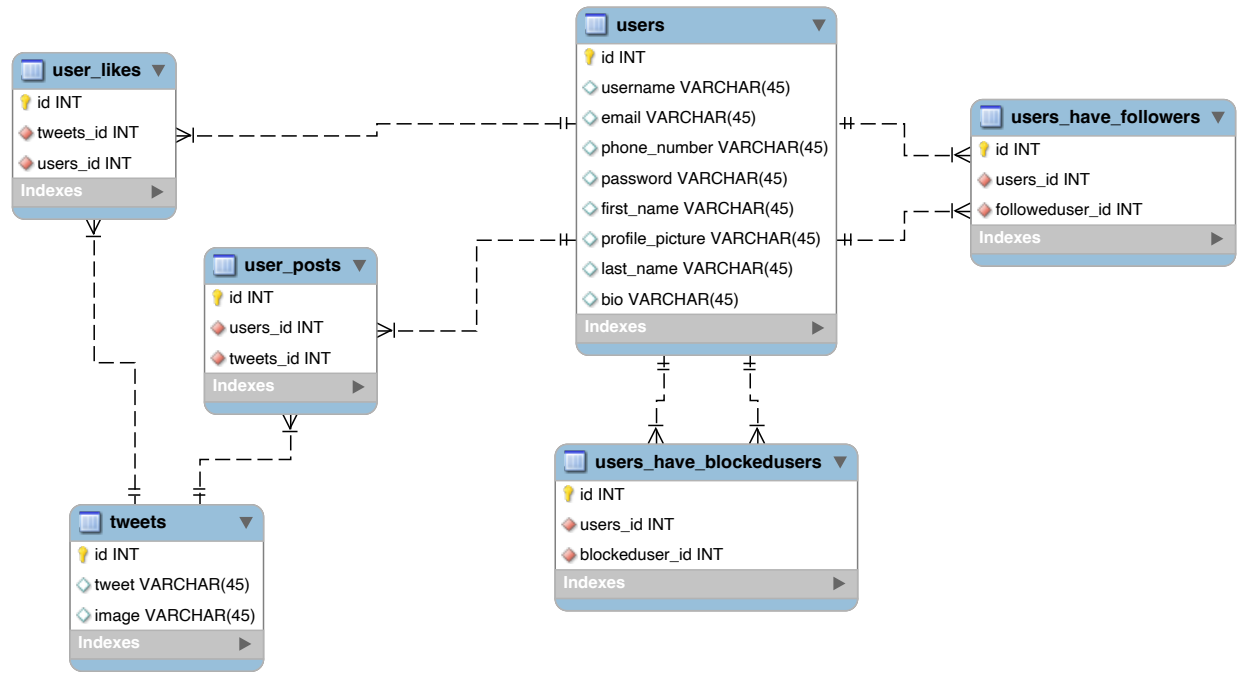 users
id INT
username VARCHAR(45)
email VARCHAR(45)
phone_number VARCHAR(45)
password VARCHAR(45)
first_name VARCHAR(45)
profile_picture VARCHAR(45)
last_name VARCHAR(45)
bio VARCHAR(45)
Indexes
user_likes
id INT
tweets_id INT
users_id INT
Indexes
users_have_followers
id INT
users_id INT
followeduser_id INT
Indexes
user_posts
id INT
users_id INT
tweets_id INT
Indexes
users_have_blockedusers
id INT
users_id INT
blockeduser_id INT
Indexes
tweets
id INT
tweet VARCHAR(45)
image VARCHAR(45)
Indexes